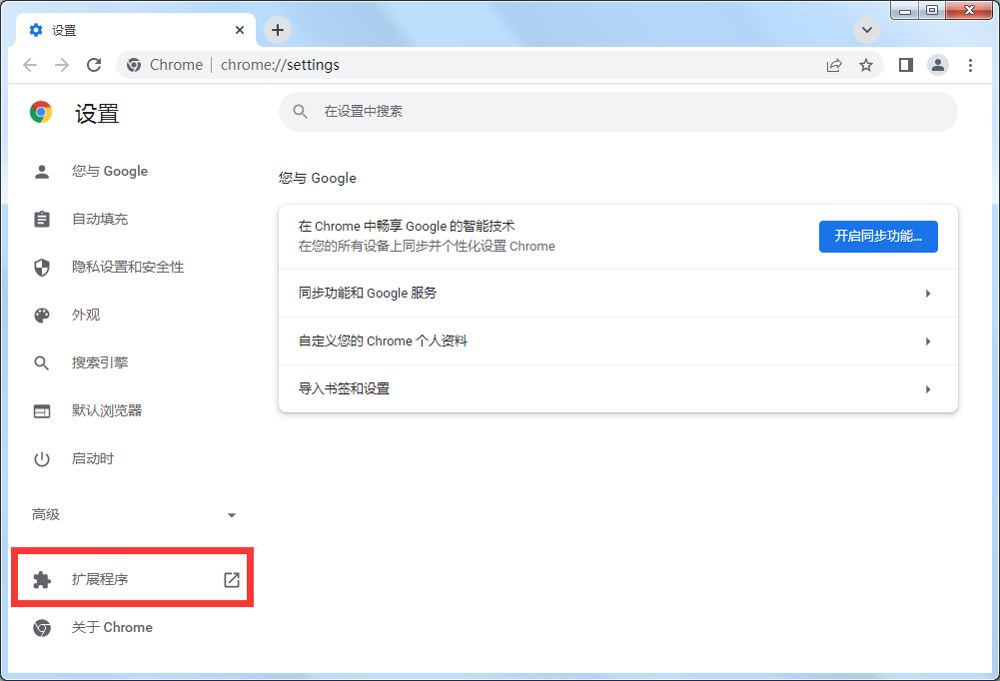 设置
Chrome | chrome://settings
设置
在设置中搜索
您与 Google
自动填充
隐私设置和安全性
外观
搜索引擎
默认浏览器
启动时
高级
扩展程序
关于 Chrome
您与 Google
在 Chrome 中畅享 Google 的智能技术
在您的所有设备上同步并个性化设置 Chrome
开启同步功能...
同步功能和 Google 服务
自定义您的 Chrome 个人资料
导入书签和设置